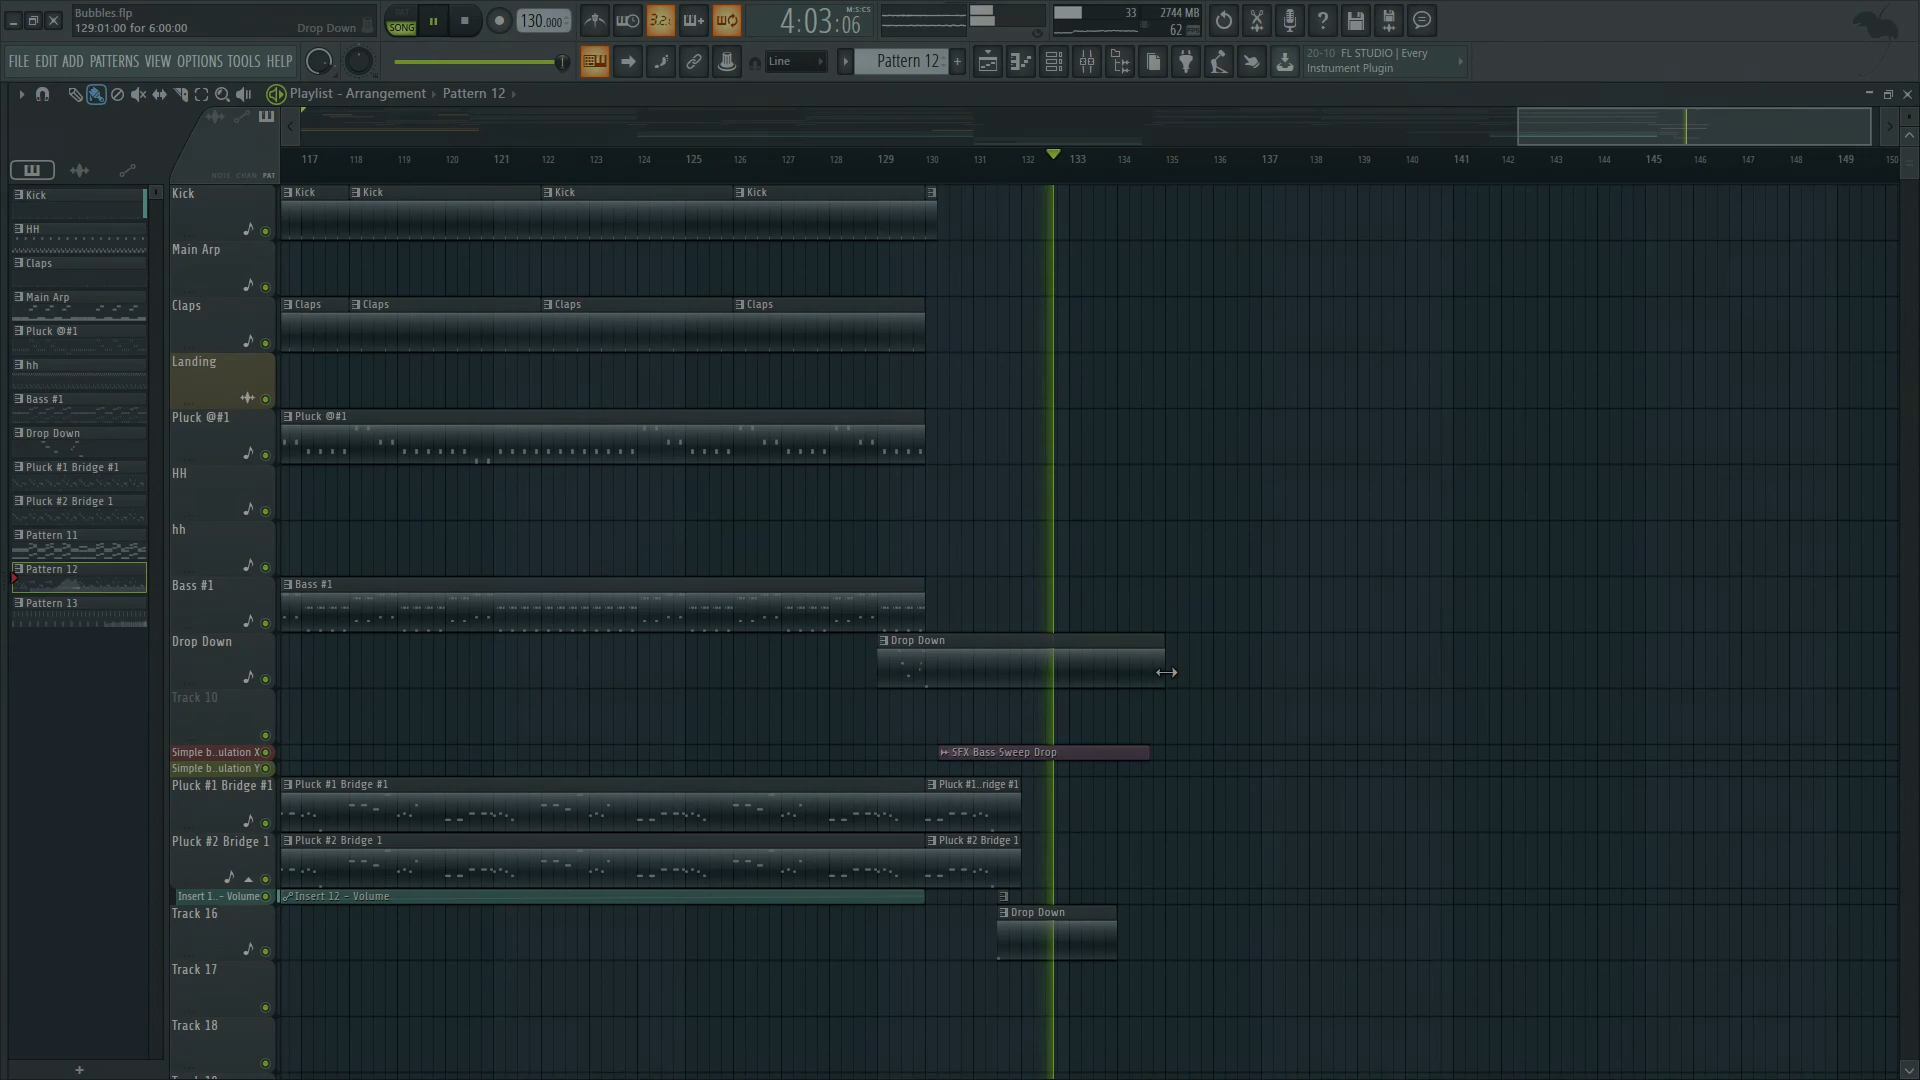 Bubbles.flp
129:01:00 for 6:00:00
Drop Down
PAT
SONG
130.000
3.2.
4:03:06
M:S:CS
33
2744 MB
62
FILE EDIT ADD PATTERNS VIEW OPTIONS TOOLS HELP
Line
Pattern 12
20-10 FL STUDIO | Every
Instrument Plugin
Playlist - Arrangement › Pattern 12 ›
NOTE CHAN PAT
117 118 119 120 121 122 123 124 125 126 127 128 129 130 131 132 133 134 135 136 137 138 139 140 141 142 143 144 145 146 147 148 149 150
Kick
HH
Claps
Main Arp
Pluck @#1
hh
Bass #1
Drop Down
Pluck #1 Bridge #1
Pluck #2 Bridge 1
Pattern 11
Pattern 12
Pattern 13
Kick
Kick Kick Kick Kick
Main Arp
Claps
Claps Claps Claps Claps
Landing
Pluck @#1
Pluck @#1
HH
hh
Bass #1
Bass #1
Drop Down
Drop Down
Track 10
Simple b..ulation X
SFX Bass Sweep Drop
Simple b..ulation Y
Pluck #1 Bridge #1
Pluck #1 Bridge #1 Pluck #1..ridge #1
Pluck #2 Bridge 1
Pluck #2 Bridge 1 Pluck #2 Bridge 1
Insert 1..- Volume
Insert 12 - Volume
Track 16
Drop Down
Track 17
Track 18